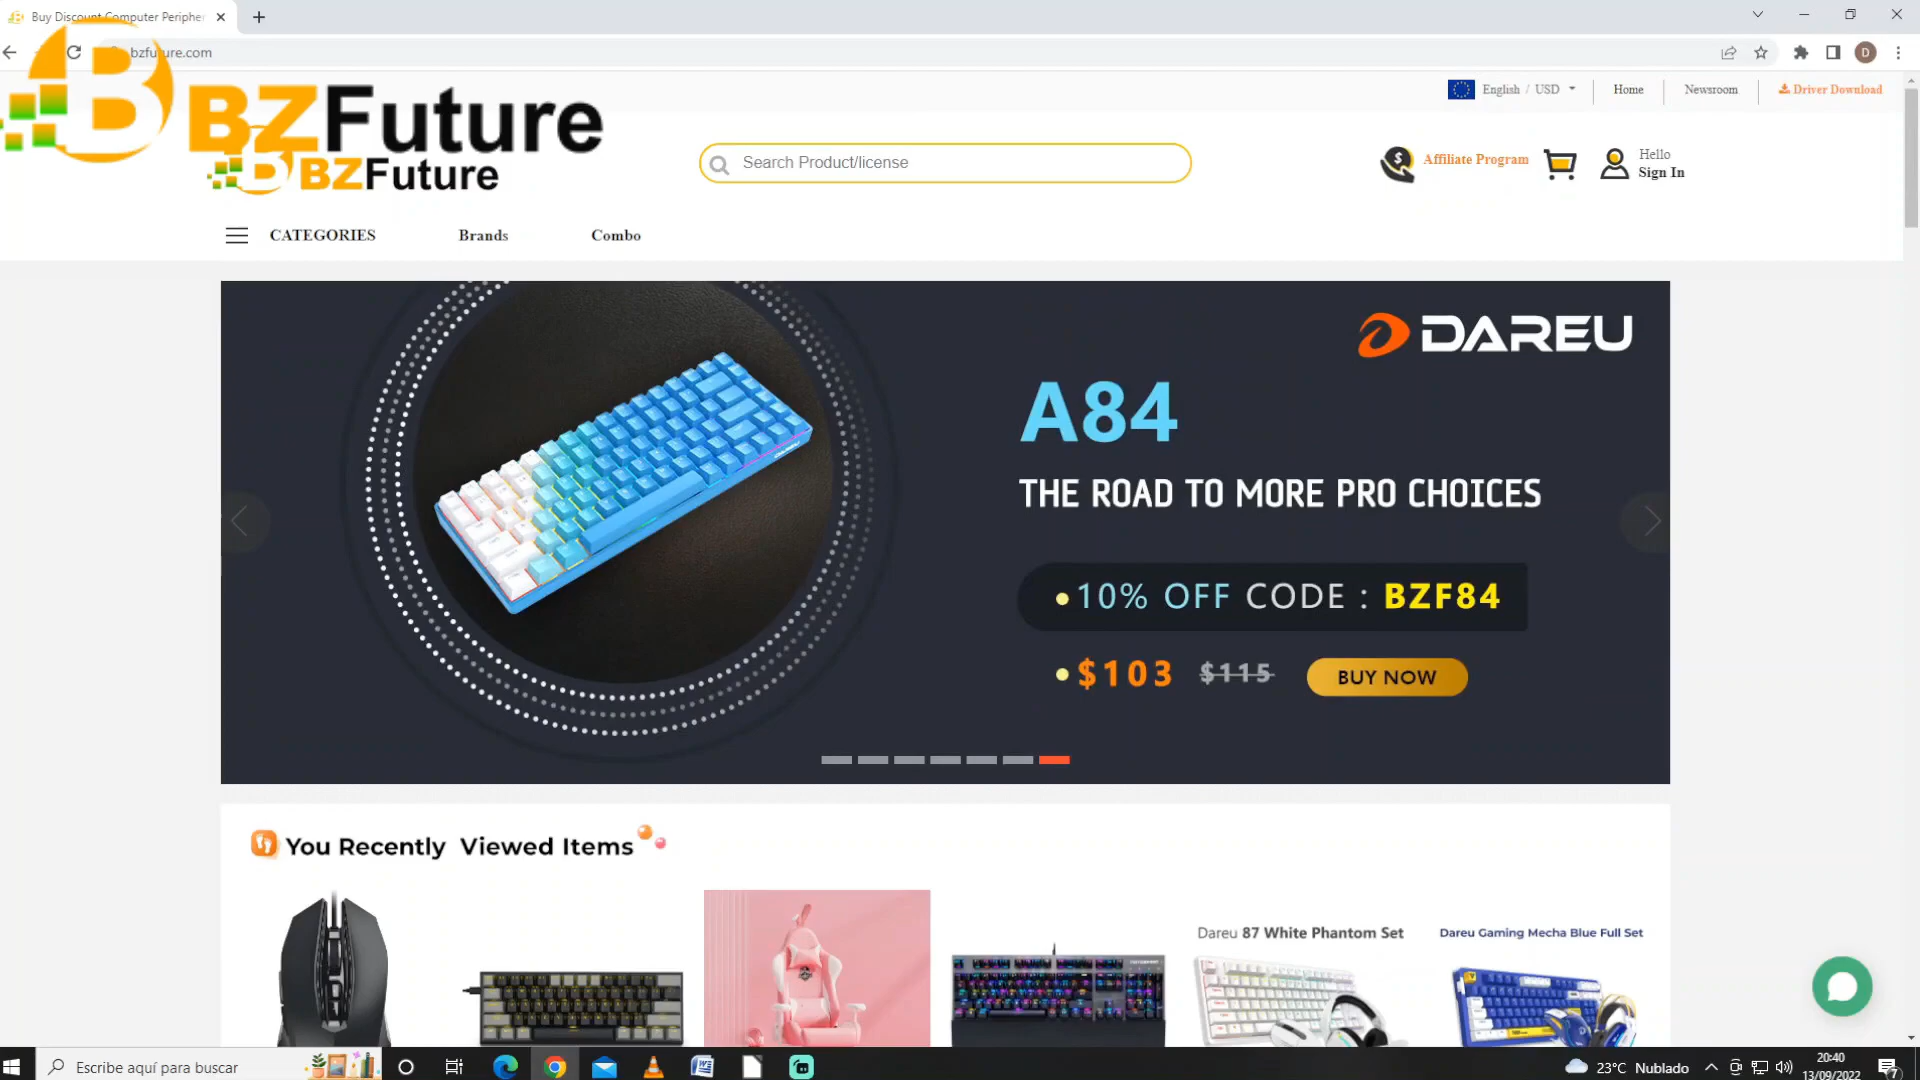 Buy Discount Computer Peripher
bzfuture.com
D
English / USD
Home
Newsroom
Driver Download
BZFuture
BZFuture
Search Product/license
Affiliate Program
Hello
Sign In
CATEGORIES
Brands
Combo
DAREU
A84
THE ROAD TO MORE PRO CHOICES
10% OFF CODE : BZF84
$103 $115 BUY NOW
You Recently Viewed Items
Dareu 87 White Phantom Set
Dareu Gaming Mecha Blue Full Set
Escribe aquí para buscar
23°C Nublado
20:40
13/09/2022
7